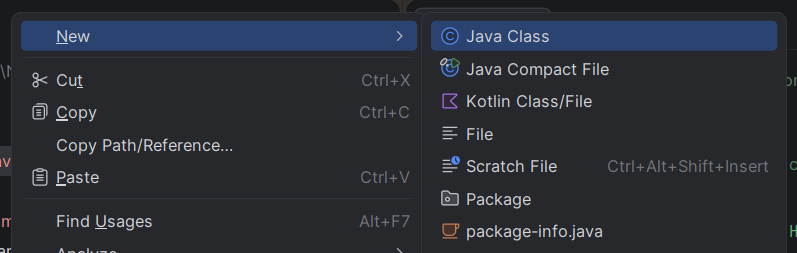 New
Cut Ctrl+X
Copy Ctrl+C
Copy Path/Reference...
Paste Ctrl+V
Find Usages Alt+F7
Analyze
Java Class
Java Compact File
Kotlin Class/File
File
Scratch File Ctrl+Alt+Shift+Insert
Package
package-info.java